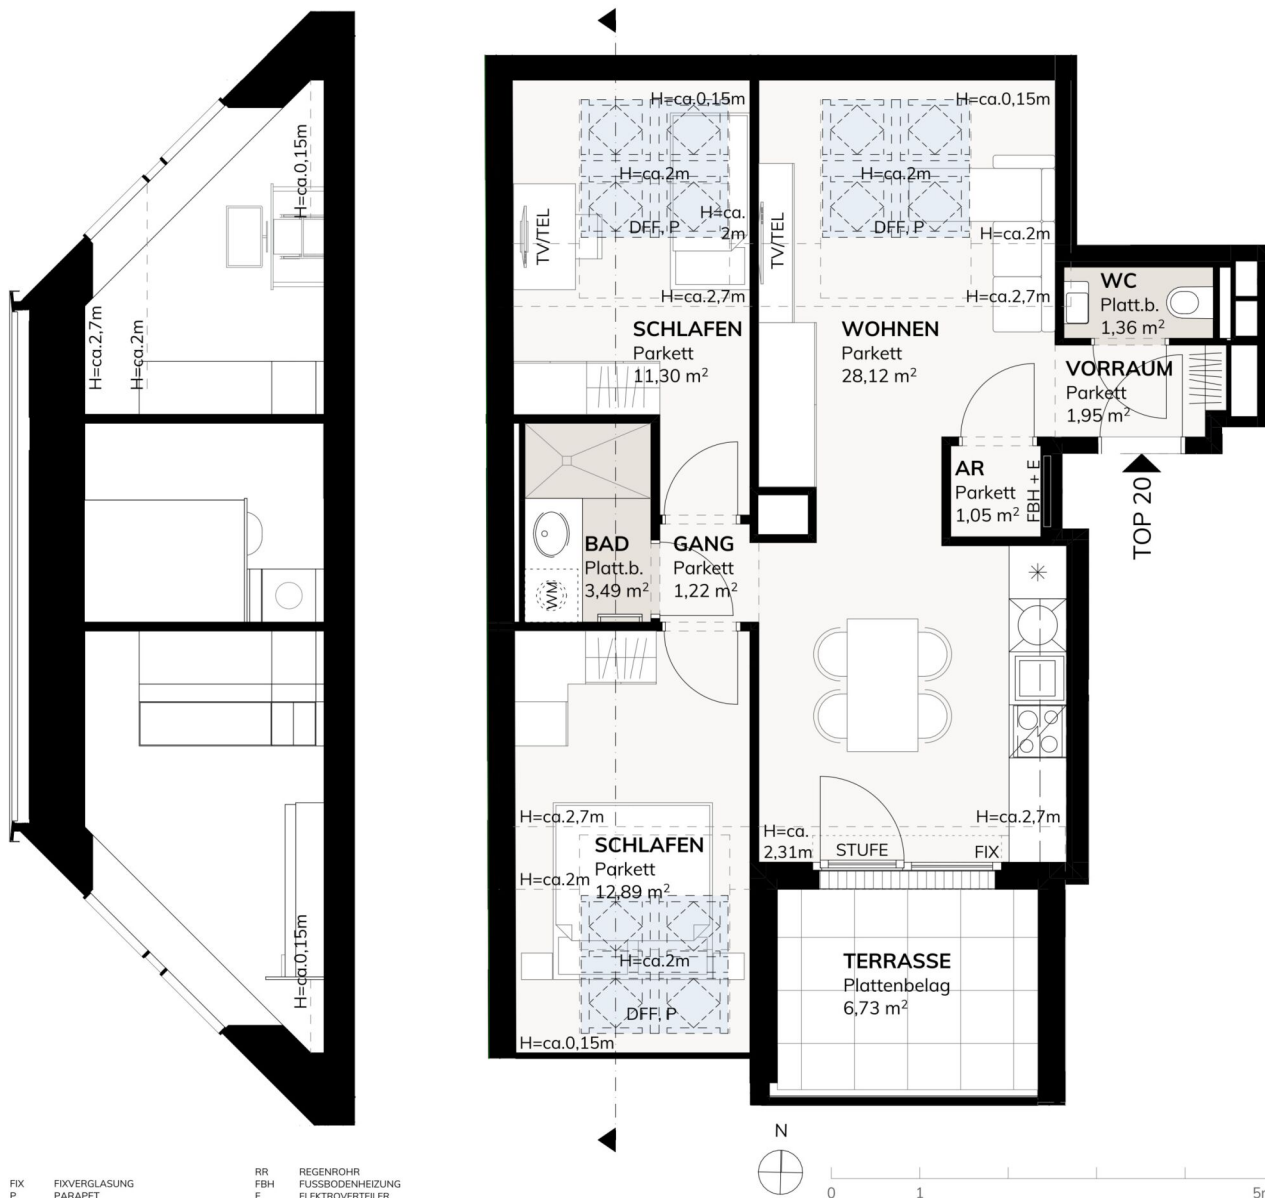 H=ca.0,15m
H=ca.2,7m
H=ca.2m
H=ca.0,15m
H=ca.0,15m
H=ca.2m
H=ca.
2m
DFF, P
TV/TEL
H=ca.2,7m
SCHLAFEN
Parkett
11,30 m²
H=ca.0,15m
H=ca.2m
DFF, P
H=ca.2m
TV/TEL
H=ca.2,7m
WOHNEN
Parkett
28,12 m²
WC
Platt.b.
1,36 m²
VORRAUM
Parkett
1,95 m²
AR
Parkett
1,05 m²
FBH + E
TOP 20
BAD
Platt.b.
3,49 m²
WM
GANG
Parkett
1,22 m²
H=ca.2,7m
SCHLAFEN
Parkett
12,89 m²
H=ca.2m
H=ca.2m
DFF, P
H=ca.0,15m
H=ca.
2,31m
STUFE
FIX
H=ca.2,7m
TERRASSE
Plattenbelag
6,73 m²
N
0 1 5m
RR REGENROHR
FIX FIXVERGLASUNG
FBH FUSSBODENHEIZUNG
P PARAPET
E ELEKTROVERTEILER